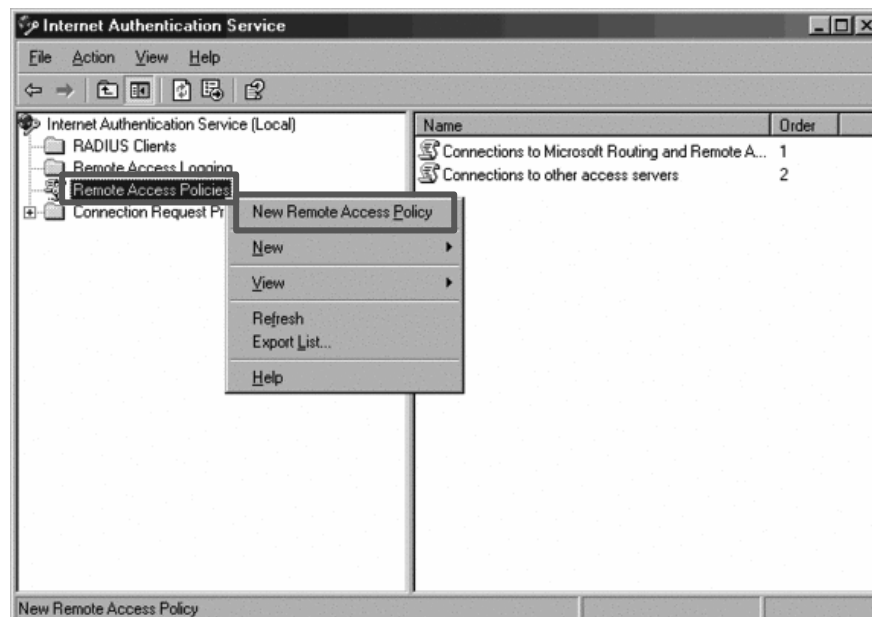 Internet Authentication Service
File Action View Help
Internet Authentication Service (Local)
RADIUS Clients
Remote Access Logging
Remote Access Policies
Connection Request Pr
New Remote Access Policy
New
View
Refresh
Export List...
Help
Name Order
Connections to Microsoft Routing and Remote A... 1
Connections to other access servers 2
New Remote Access Policy